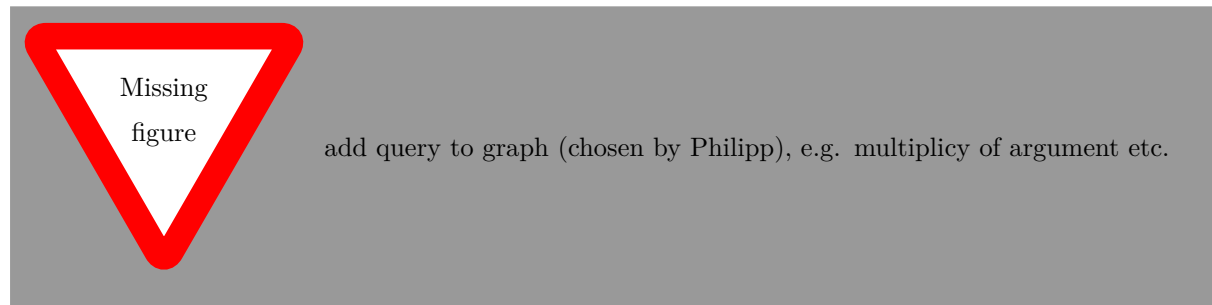 Missing
figure
add query to graph (chosen by Philipp), e.g. multiplicy of argument etc.